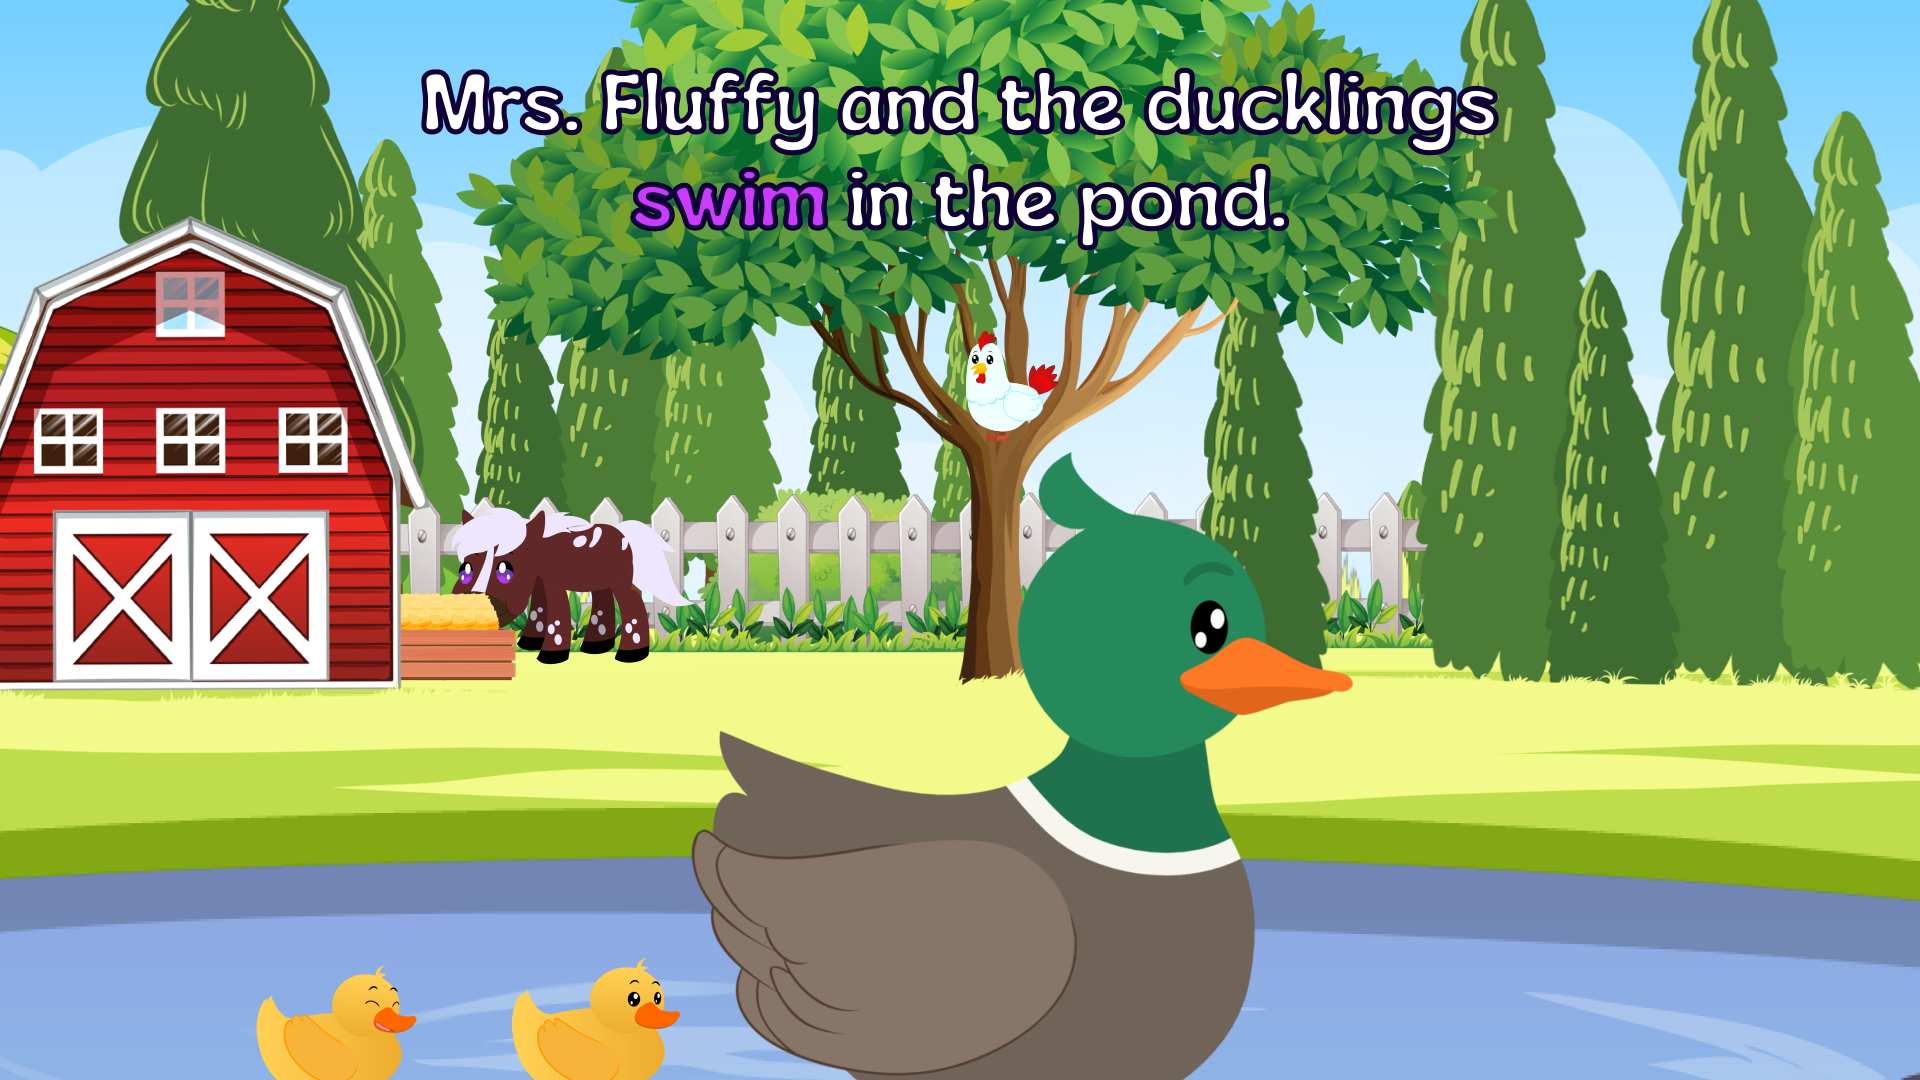 Mrs. Fluffy and the ducklings
swim in the pond.